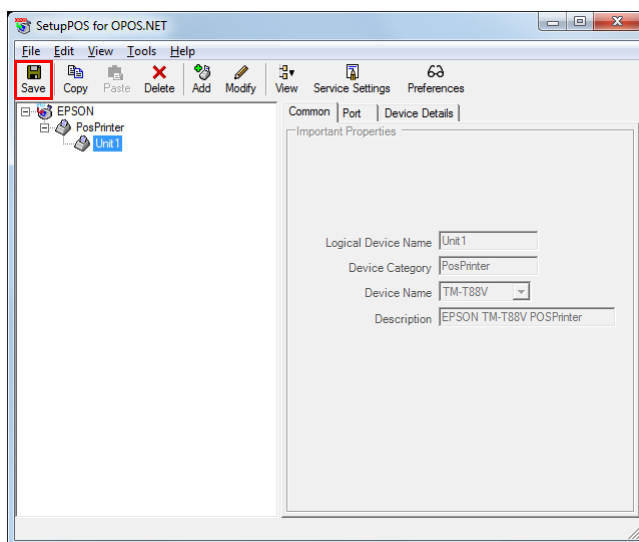 SetupPOS for OPOS.NET
File Edit View Tools Help
Save Copy Paste Delete Add Modify View Service Settings Preferences
EPSON
PosPrinter
Unit1
Common Port Device Details
Important Properties
Logical Device Name Unit1
Device Category PosPrinter
Device Name TM-T88V
Description EPSON TM-T88V POSPrinter